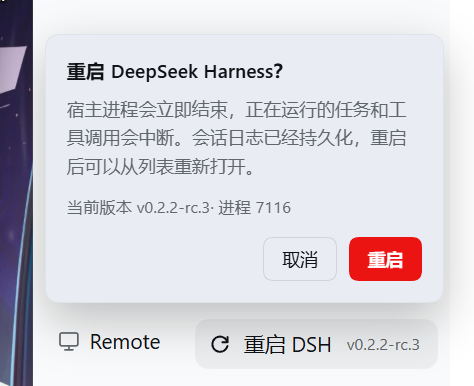 重启 DeepSeek Harness?
宿主进程会立即结束，正在运行的任务和工
具调用会中断。会话日志已经持久化，重启
后可以从列表重新打开。
当前版本 v0.2.2-rc.3· 进程 7116
取消
重启
Remote
重启 DSH
v0.2.2-rc.3